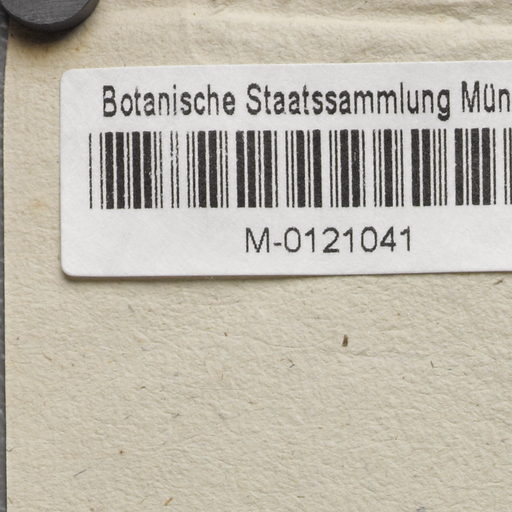 Botanische Staatssammlung Mün
M-0121041